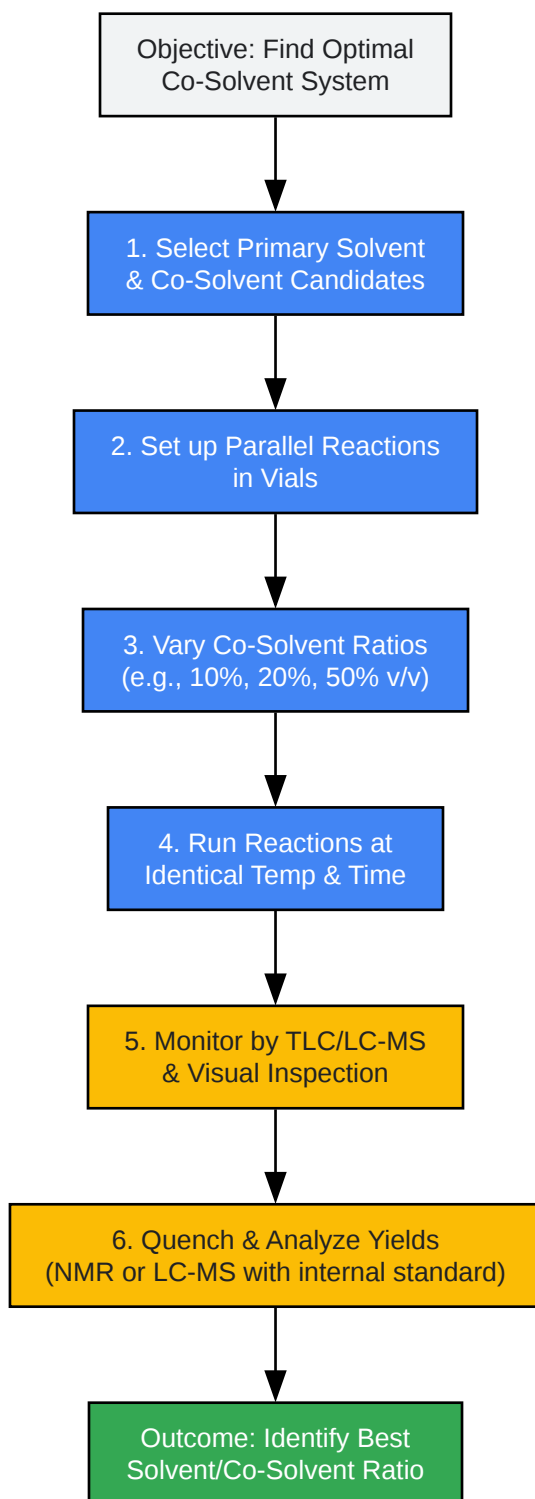 Objective: Find Optimal
Co-Solvent System
1. Select Primary Solvent
& Co-Solvent Candidates
2. Set up Parallel Reactions
in Vials
3. Vary Co-Solvent Ratios
(e.g., 10%, 20%, 50% v/v)
4. Run Reactions at
Identical Temp & Time
5. Monitor by TLC/LC-MS
& Visual Inspection
6. Quench & Analyze Yields
(NMR or LC-MS with internal standard)
Outcome: Identify Best
Solvent/Co-Solvent Ratio